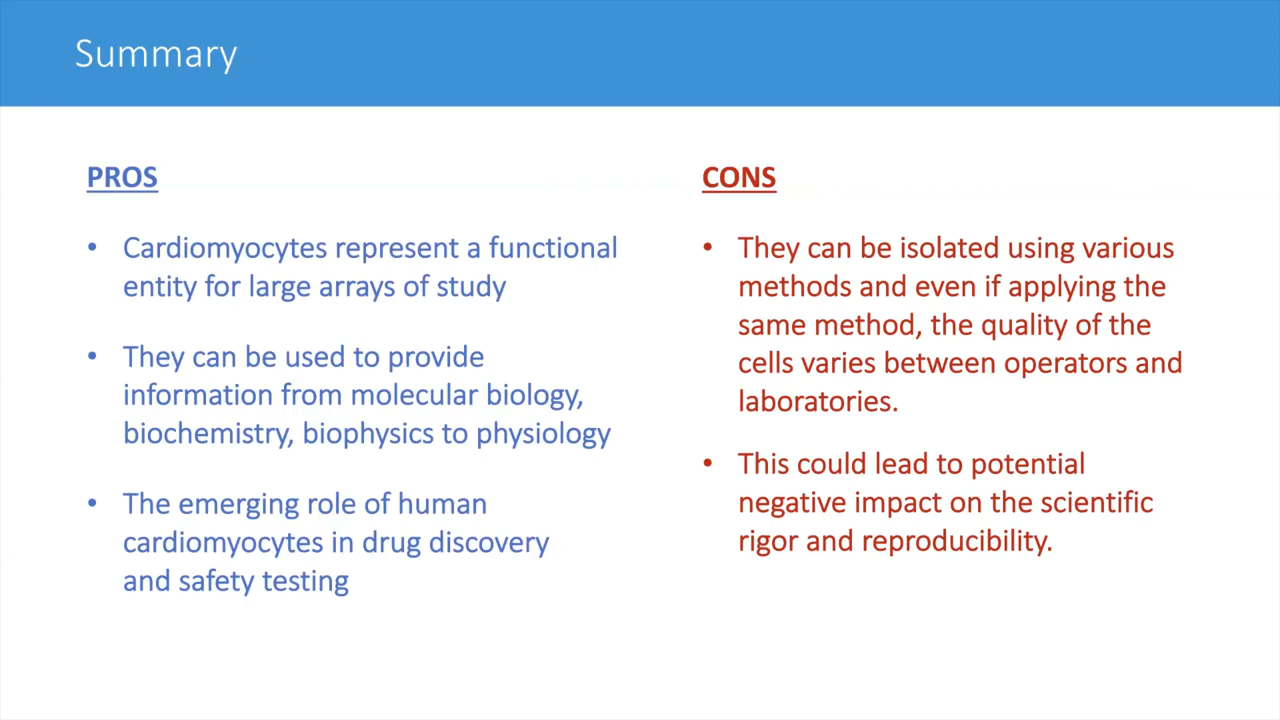 Summary
PROS
• Cardiomyocytes represent a functional
entity for large arrays of study
• They can be used to provide
information from molecular biology,
biochemistry, biophysics to physiology
• The emerging role of human
cardiomyocytes in drug discovery
and safety testing
CONS
• They can be isolated using various
methods and even if applying the
same method, the quality of the
cells varies between operators and
laboratories.
• This could lead to potential
negative impact on the scientific
rigor and reproducibility.